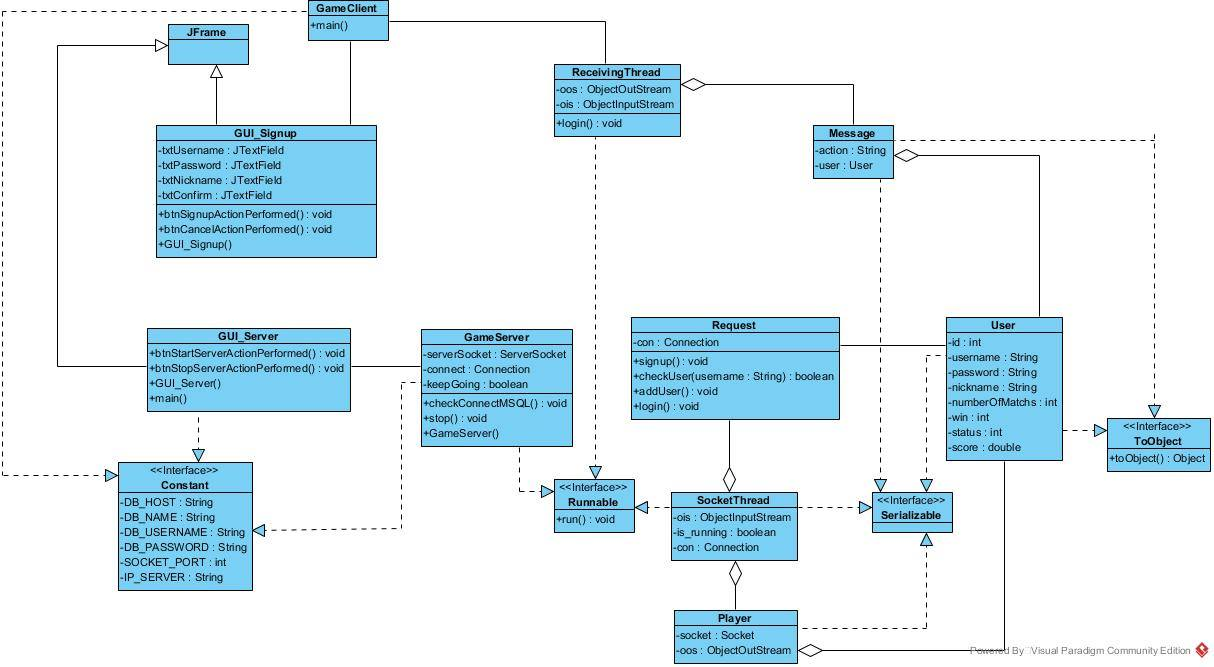 GameClient
+main()
JFrame
ReceivingThread
-oos : ObjectOutStream
-ois : ObjectInputStream
+login() : void
GUI_Signup
-txtUsername : JTextField
-txtPassword : JTextField
-txtNickname : JTextField
-txtConfirm : JTextField
+btnSignupActionPerformed() : void
+btnCancelActionPerformed() : void
+GUI_Signup()
Message
-action : String
-user : User
GUI_Server
+btnStartServerActionPerformed() : void
+btnStopServerActionPerformed() : void
+GUI_Server()
+main()
GameServer
-serverSocket : ServerSocket
-connect : Connection
-keepGoing : boolean
+checkConnectMSQL() : void
+stop() : void
+GameServer()
Request
-con : Connection
+signup() : void
+checkUser(username : String) : boolean
+addUser() : void
+login() : void
User
-id : int
-username : String
-password : String
-nickname : String
-numberOfMatchs : int
-win : int
-status : int
-score : double
<<Interface>>
ToObject
+toObject() : Object
<<Interface>>
Constant
-DB_HOST : String
-DB_NAME : String
-DB_USERNAME : String
-DB_PASSWORD : String
-SOCKET_PORT : int
-IP_SERVER : String
<<Interface>>
Runnable
+run() : void
SocketThread
-ois : ObjectInputStream
-is_running : boolean
-con : Connection
<<Interface>>
Serializable
Player
-socket : Socket
-oos : ObjectOutStream
Powered By Visual Paradigm Community Edition